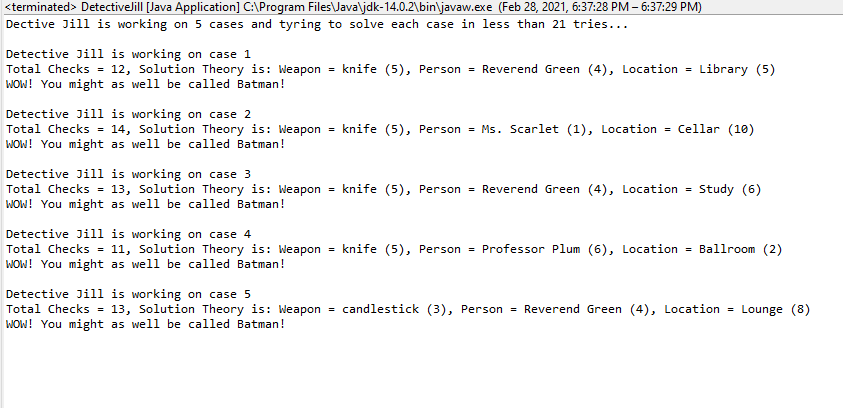 <terminated> DetectiveJill [Java Application] C:\Program Files\Java\jdk-14.0.2\bin\javaw.exe (Feb 28, 2021, 6:37:28 PM – 6:37:29 PM)
Dective Jill is working on 5 cases and tyring to solve each case in less than 21 tries...
Detective Jill is working on case 1
Total Checks = 12, Solution Theory is: Weapon = knife (5), Person = Reverend Green (4), Location = Library (5)
WOW! You might as well be called Batman!
Detective Jill is working on case 2
Total Checks = 14, Solution Theory is: Weapon = knife (5), Person = Ms. Scarlet (1), Location = Cellar (10)
WOW! You might as well be called Batman!
Detective Jill is working on case 3
Total Checks = 13, Solution Theory is: Weapon = knife (5), Person = Reverend Green (4), Location = Study (6)
WOW! You might as well be called Batman!
Detective Jill is working on case 4
Total Checks = 11, Solution Theory is: Weapon = knife (5), Person = Professor Plum (6), Location = Ballroom (2)
WOW! You might as well be called Batman!
Detective Jill is working on case 5
Total Checks = 13, Solution Theory is: Weapon = candlestick (3), Person = Reverend Green (4), Location = Lounge (8)
WOW! You might as well be called Batman!